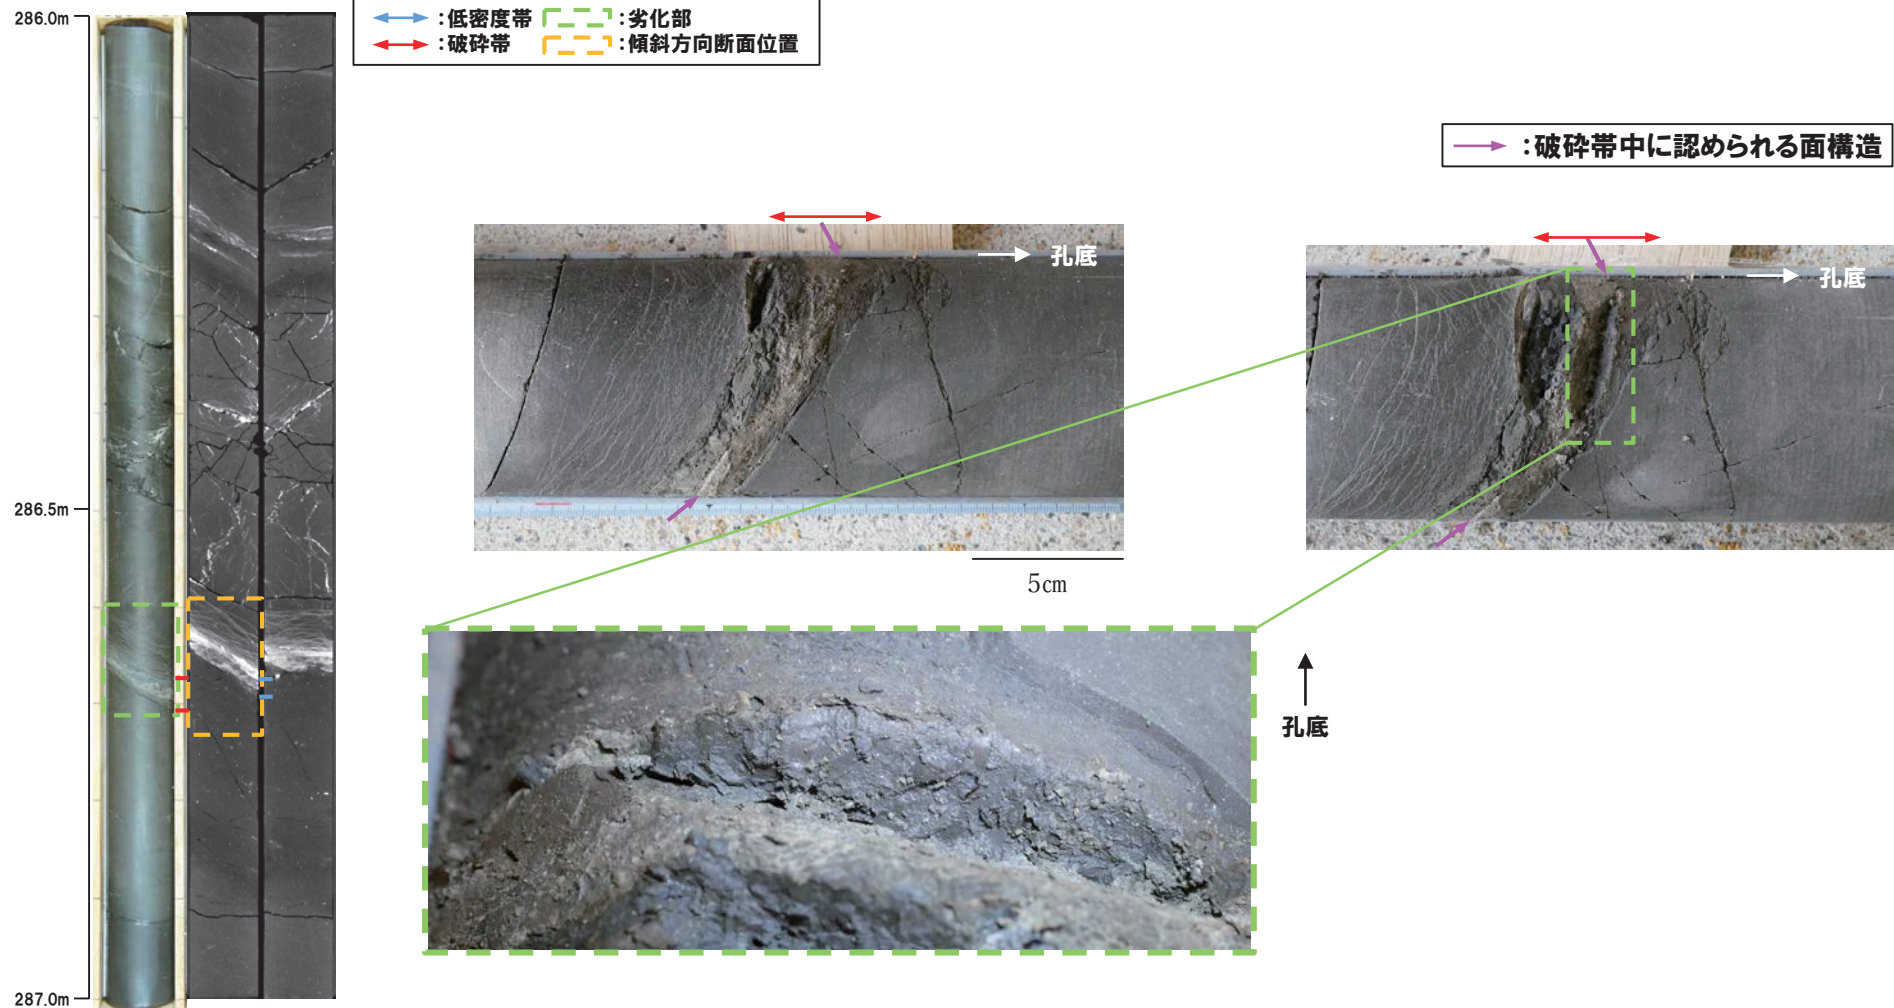 286.0m
:低密度帯
:劣化部
:破砕帯
:傾斜方向断面位置
:破砕帯中に認められる面構造
孔底
孔底
286.5m
5cm
孔底
287.0m